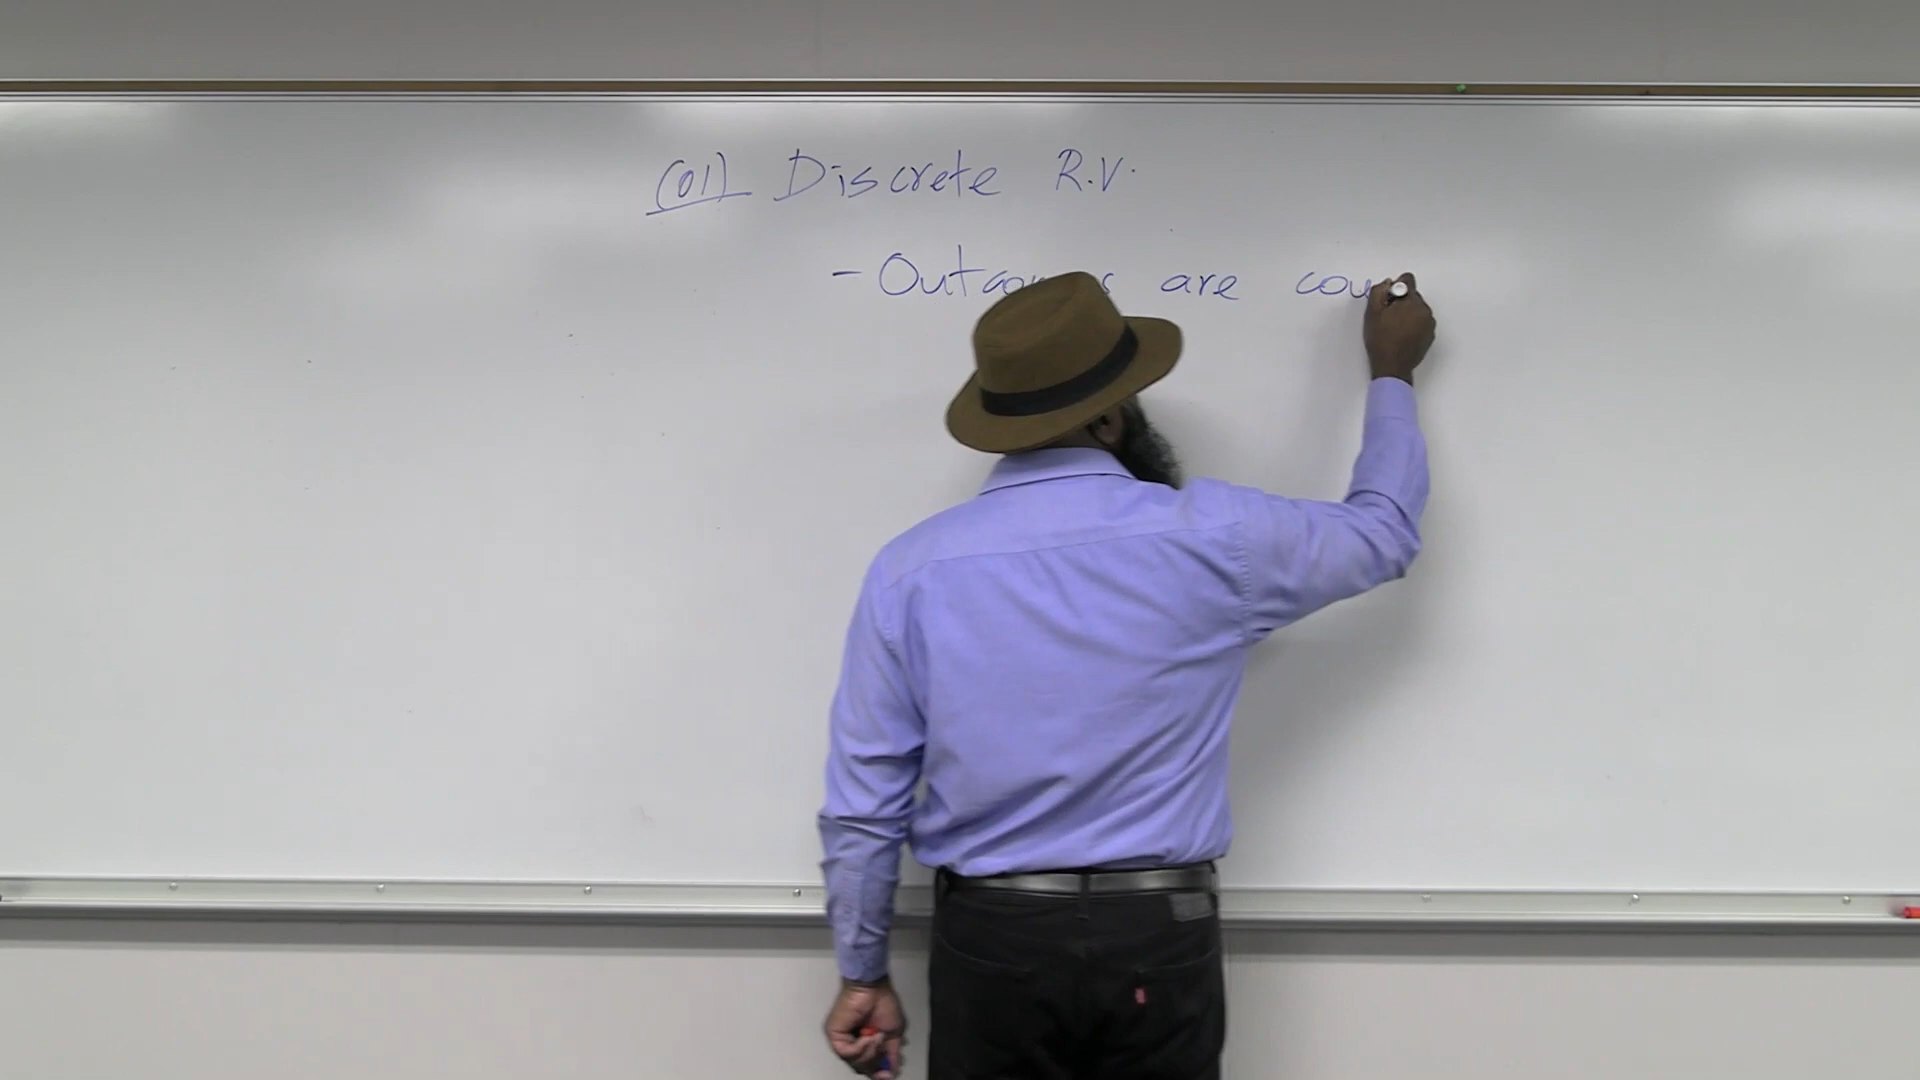 (01) Discrete R.V.
- Outcomes are cou